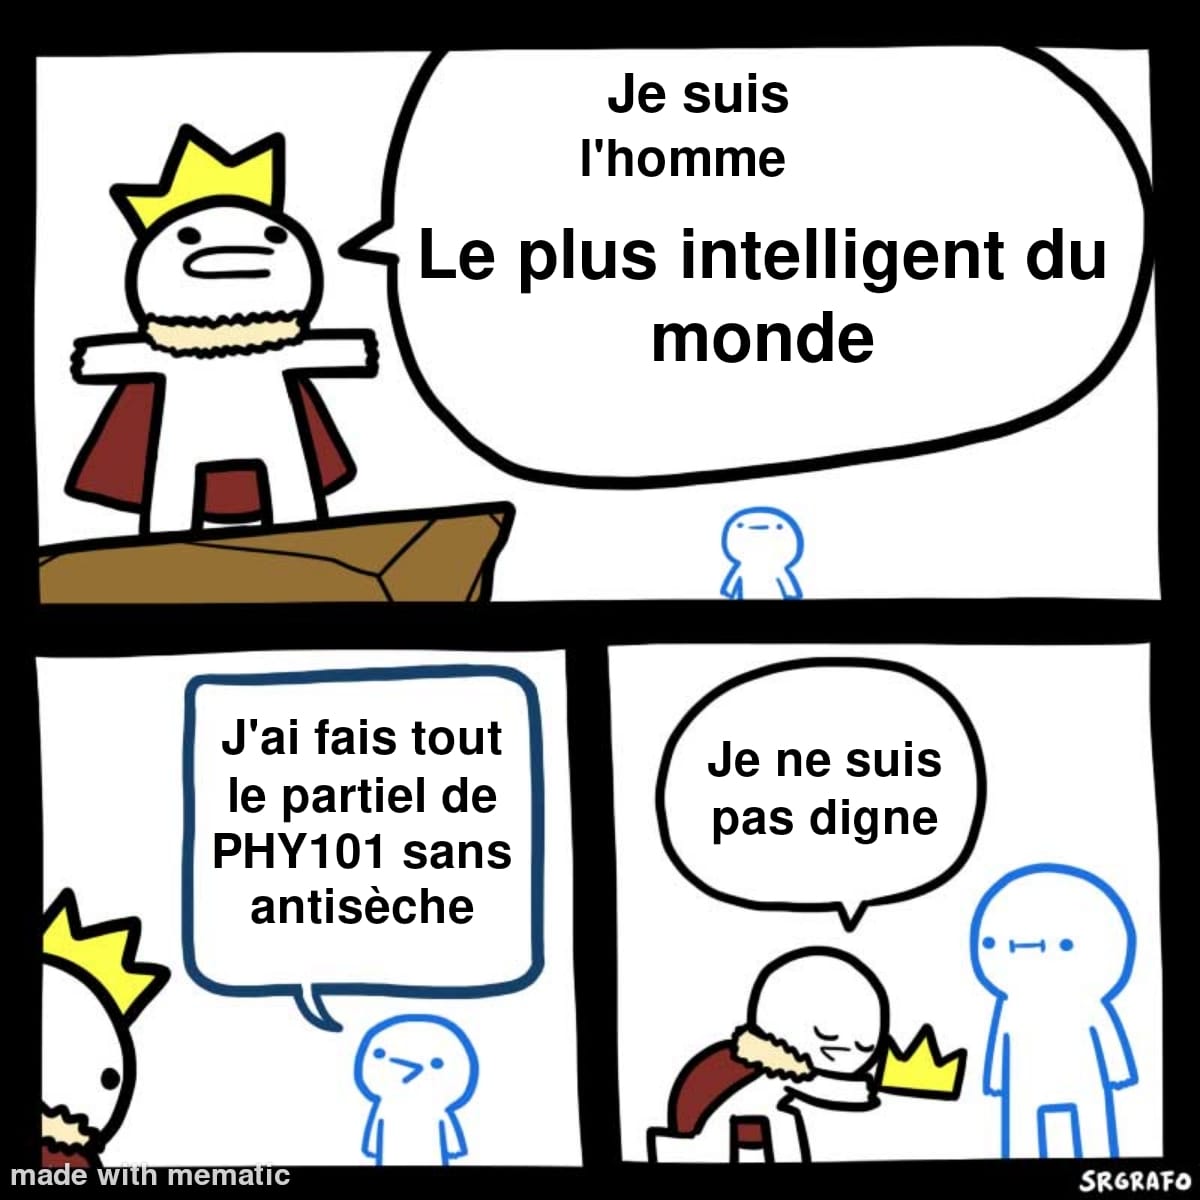 Je suis
l'homme
Le plus intelligent du
monde
J'ai fais tout
le partiel de
PHY101 sans
antisèche
Je ne suis
pas digne
made with mematic
SRGRAFO